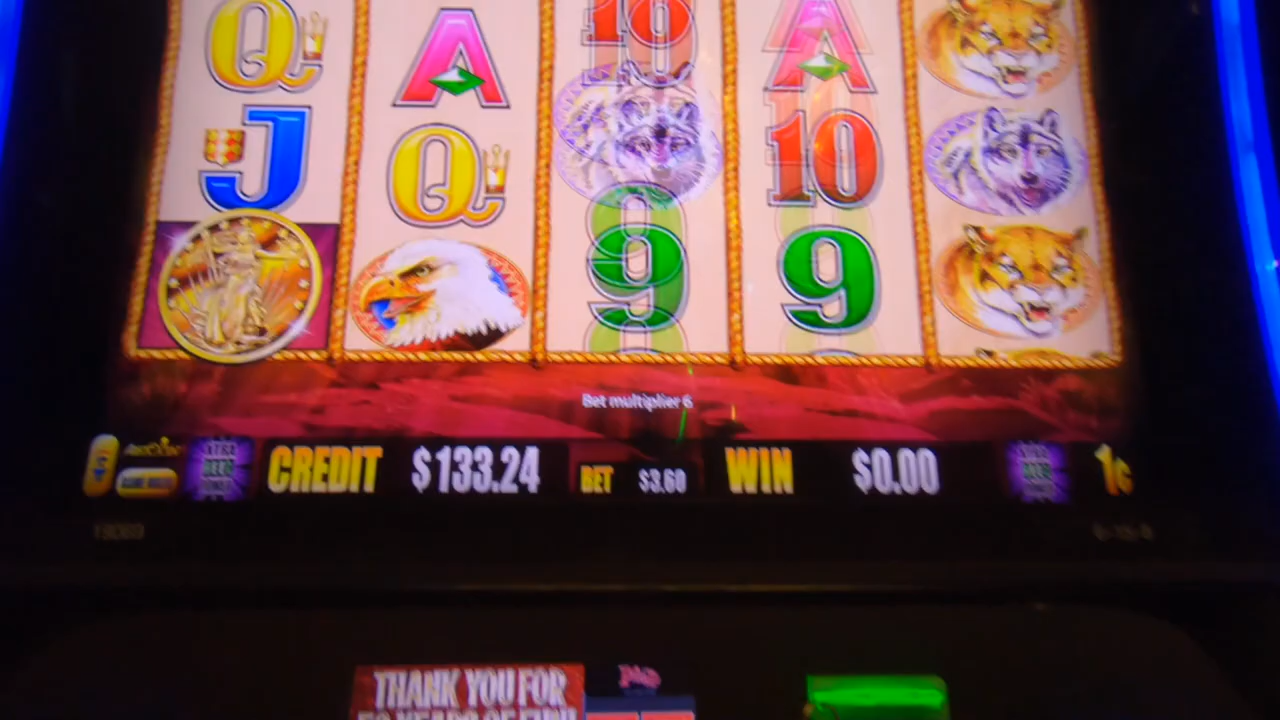 Q A 10 A
J Q 10
9 9
Bet multiplier 6
CREDIT $133.24 BET $3.60 WIN $0.00 1¢
THANK YOU FOR